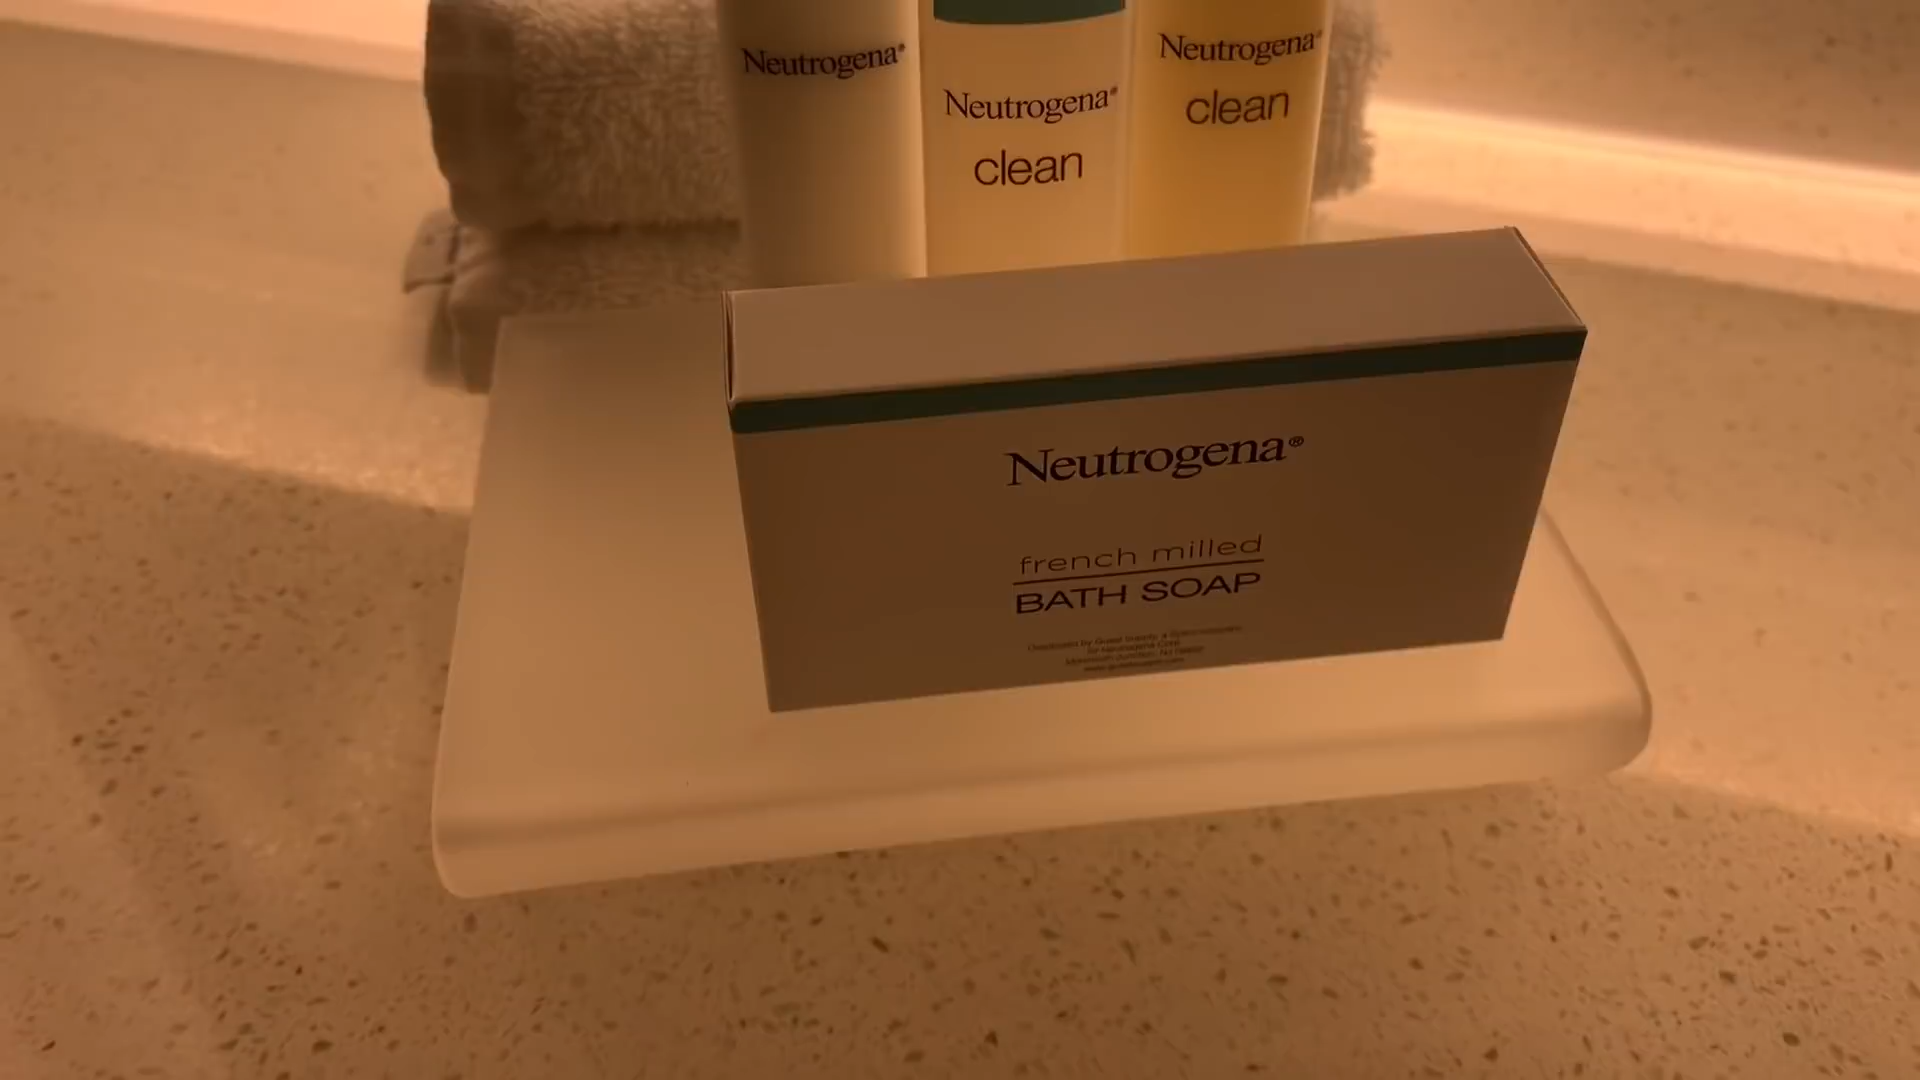 Neutrogena®
Neutrogena®
clean
Neutrogena®
clean
Neutrogena®
french milled
BATH SOAP